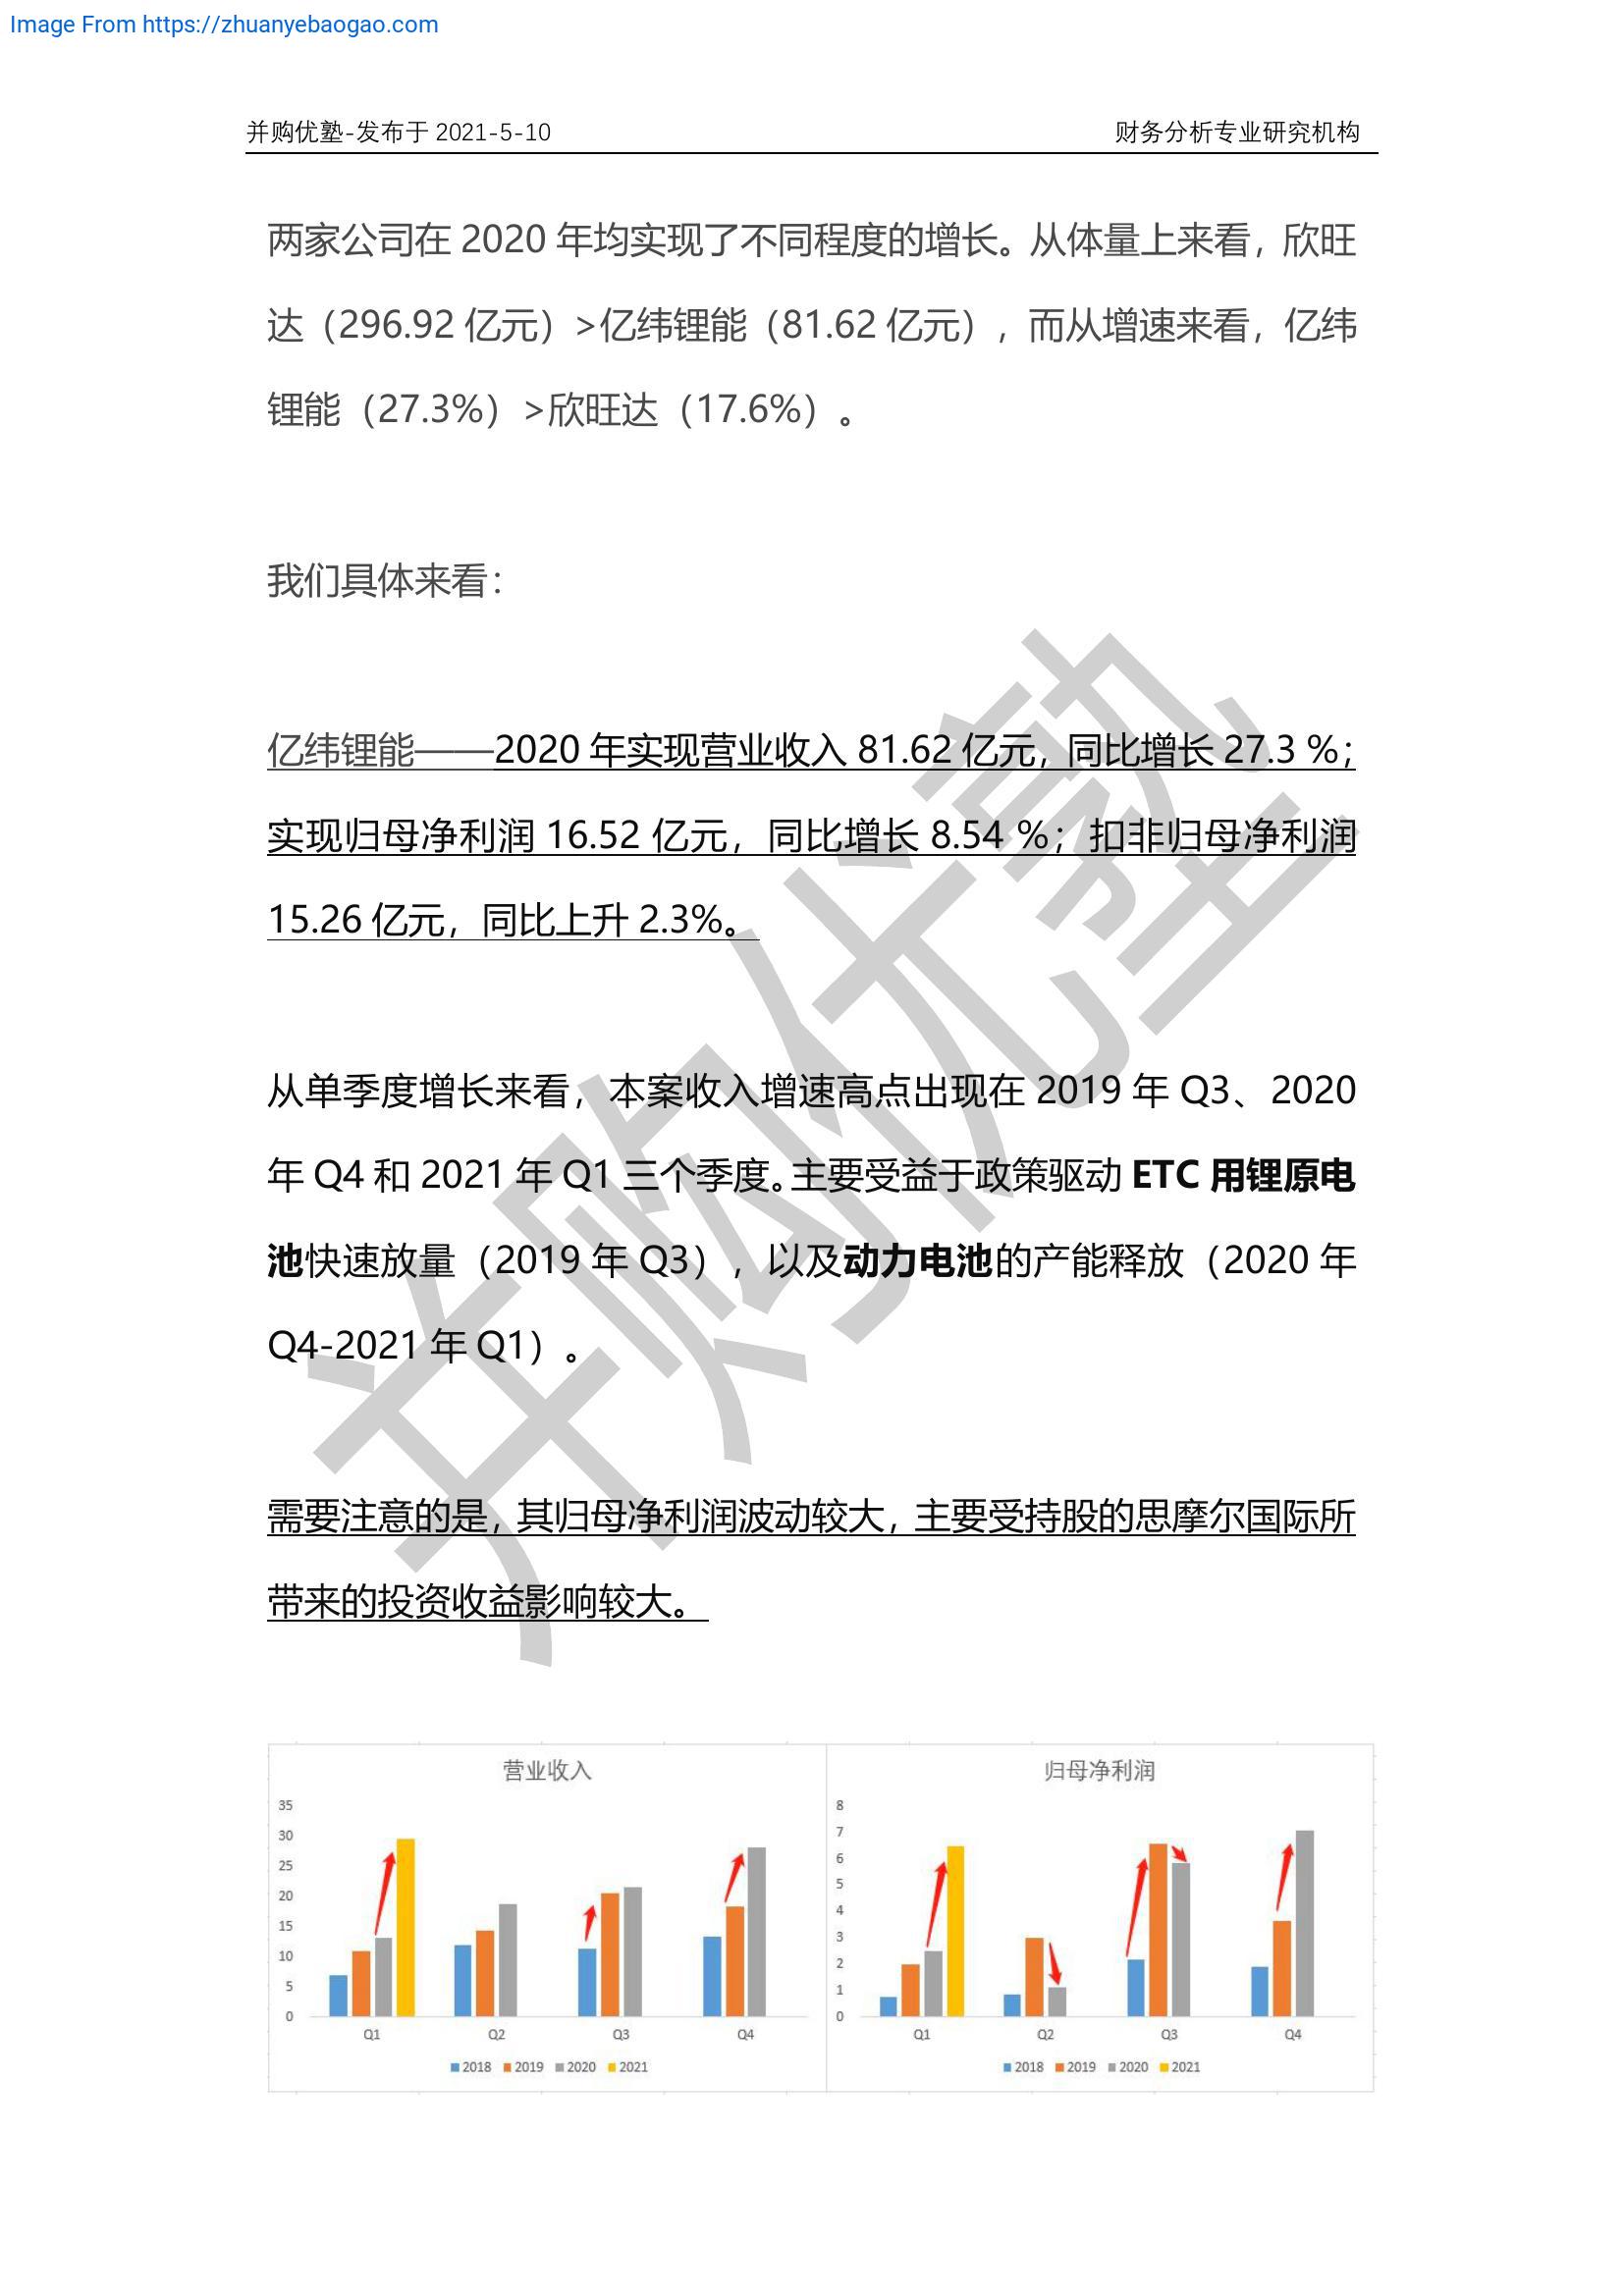 Image From https://zhuanyebaogao.com
并购优塾-发布于 2021-5-10 财务分析专业研究机构
两家公司在 2020 年均实现了不同程度的增长。从体量上来看，欣旺
达（296.92 亿元）>亿纬锂能（81.62 亿元），而从增速来看，亿纬
锂能（27.3%）>欣旺达（17.6%）。
我们具体来看：
亿纬锂能——2020 年实现营业收入 81.62 亿元，同比增长 27.3 %；
实现归母净利润 16.52 亿元，同比增长 8.54 %；扣非归母净利润
15.26 亿元，同比上升 2.3%。
从单季度增长来看，本案收入增速高点出现在 2019 年 Q3、2020
年 Q4 和 2021 年 Q1 三个季度。主要受益于政策驱动 ETC 用锂原电
池快速放量（2019 年 Q3），以及动力电池的产能释放（2020 年
Q4-2021 年 Q1）。
需要注意的是，其归母净利润波动较大，主要受持股的思摩尔国际所
带来的投资收益影响较大。
并购优塾
营业收入
35
30
25
20
15
10
5
0
Q1 Q2 Q3 Q4
2018 2019 2020 2021
归母净利润
8
7
6
5
4
3
2
1
0
Q1 Q2 Q3 Q4
2018 2019 2020 2021